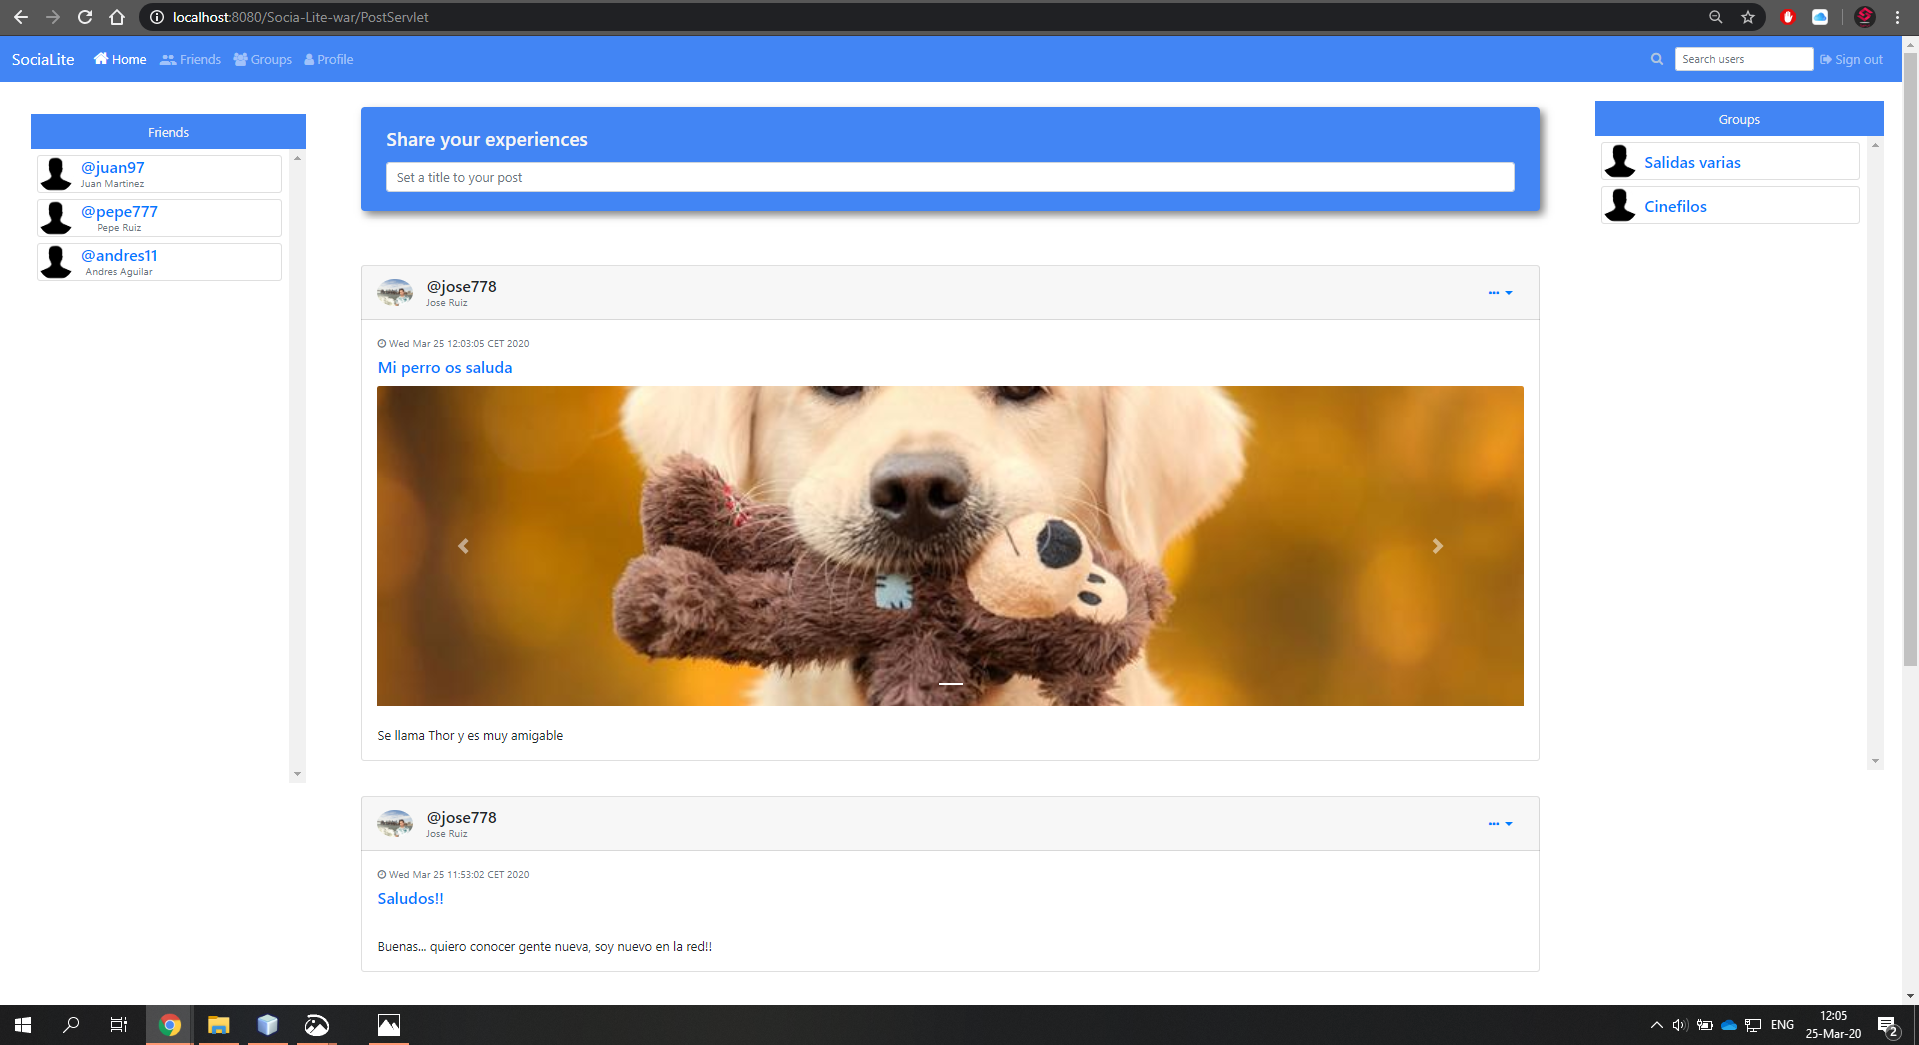 localhost:8080/Socia-Lite-war/PostServlet
SociaLite Home Friends Groups Profile Search users Sign out
Friends
@juan97
Juan Martinez
@pepe777
Pepe Ruiz
@andres11
Andres Aguilar
Share your experiences
Set a title to your post
@jose778
Jose Ruiz
Wed Mar 25 12:03:05 CET 2020
Mi perro os saluda
Se llama Thor y es muy amigable
@jose778
Jose Ruiz
Wed Mar 25 11:53:02 CET 2020
Saludos!!
Buenas... quiero conocer gente nueva, soy nuevo en la red!!
Groups
Salidas varias
Cinefilos
ENG
12:05
25-Mar-20
2